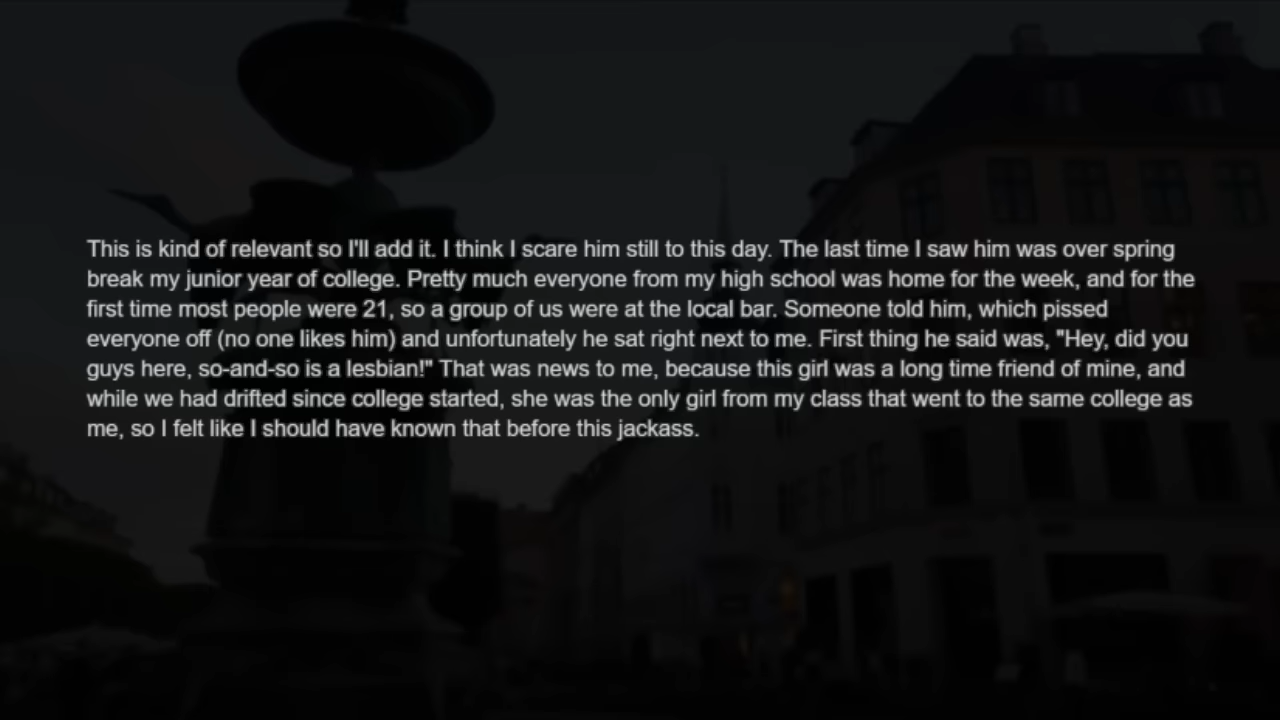 This is kind of relevant so I'll add it. I think I scare him still to this day. The last time I saw him was over spring
break my junior year of college. Pretty much everyone from my high school was home for the week, and for the
first time most people were 21, so a group of us were at the local bar. Someone told him, which pissed
everyone off (no one likes him) and unfortunately he sat right next to me. First thing he said was, "Hey, did you
guys here, so-and-so is a lesbian!" That was news to me, because this girl was a long time friend of mine, and
while we had drifted since college started, she was the only girl from my class that went to the same college as
me, so I felt like I should have known that before this jackass.